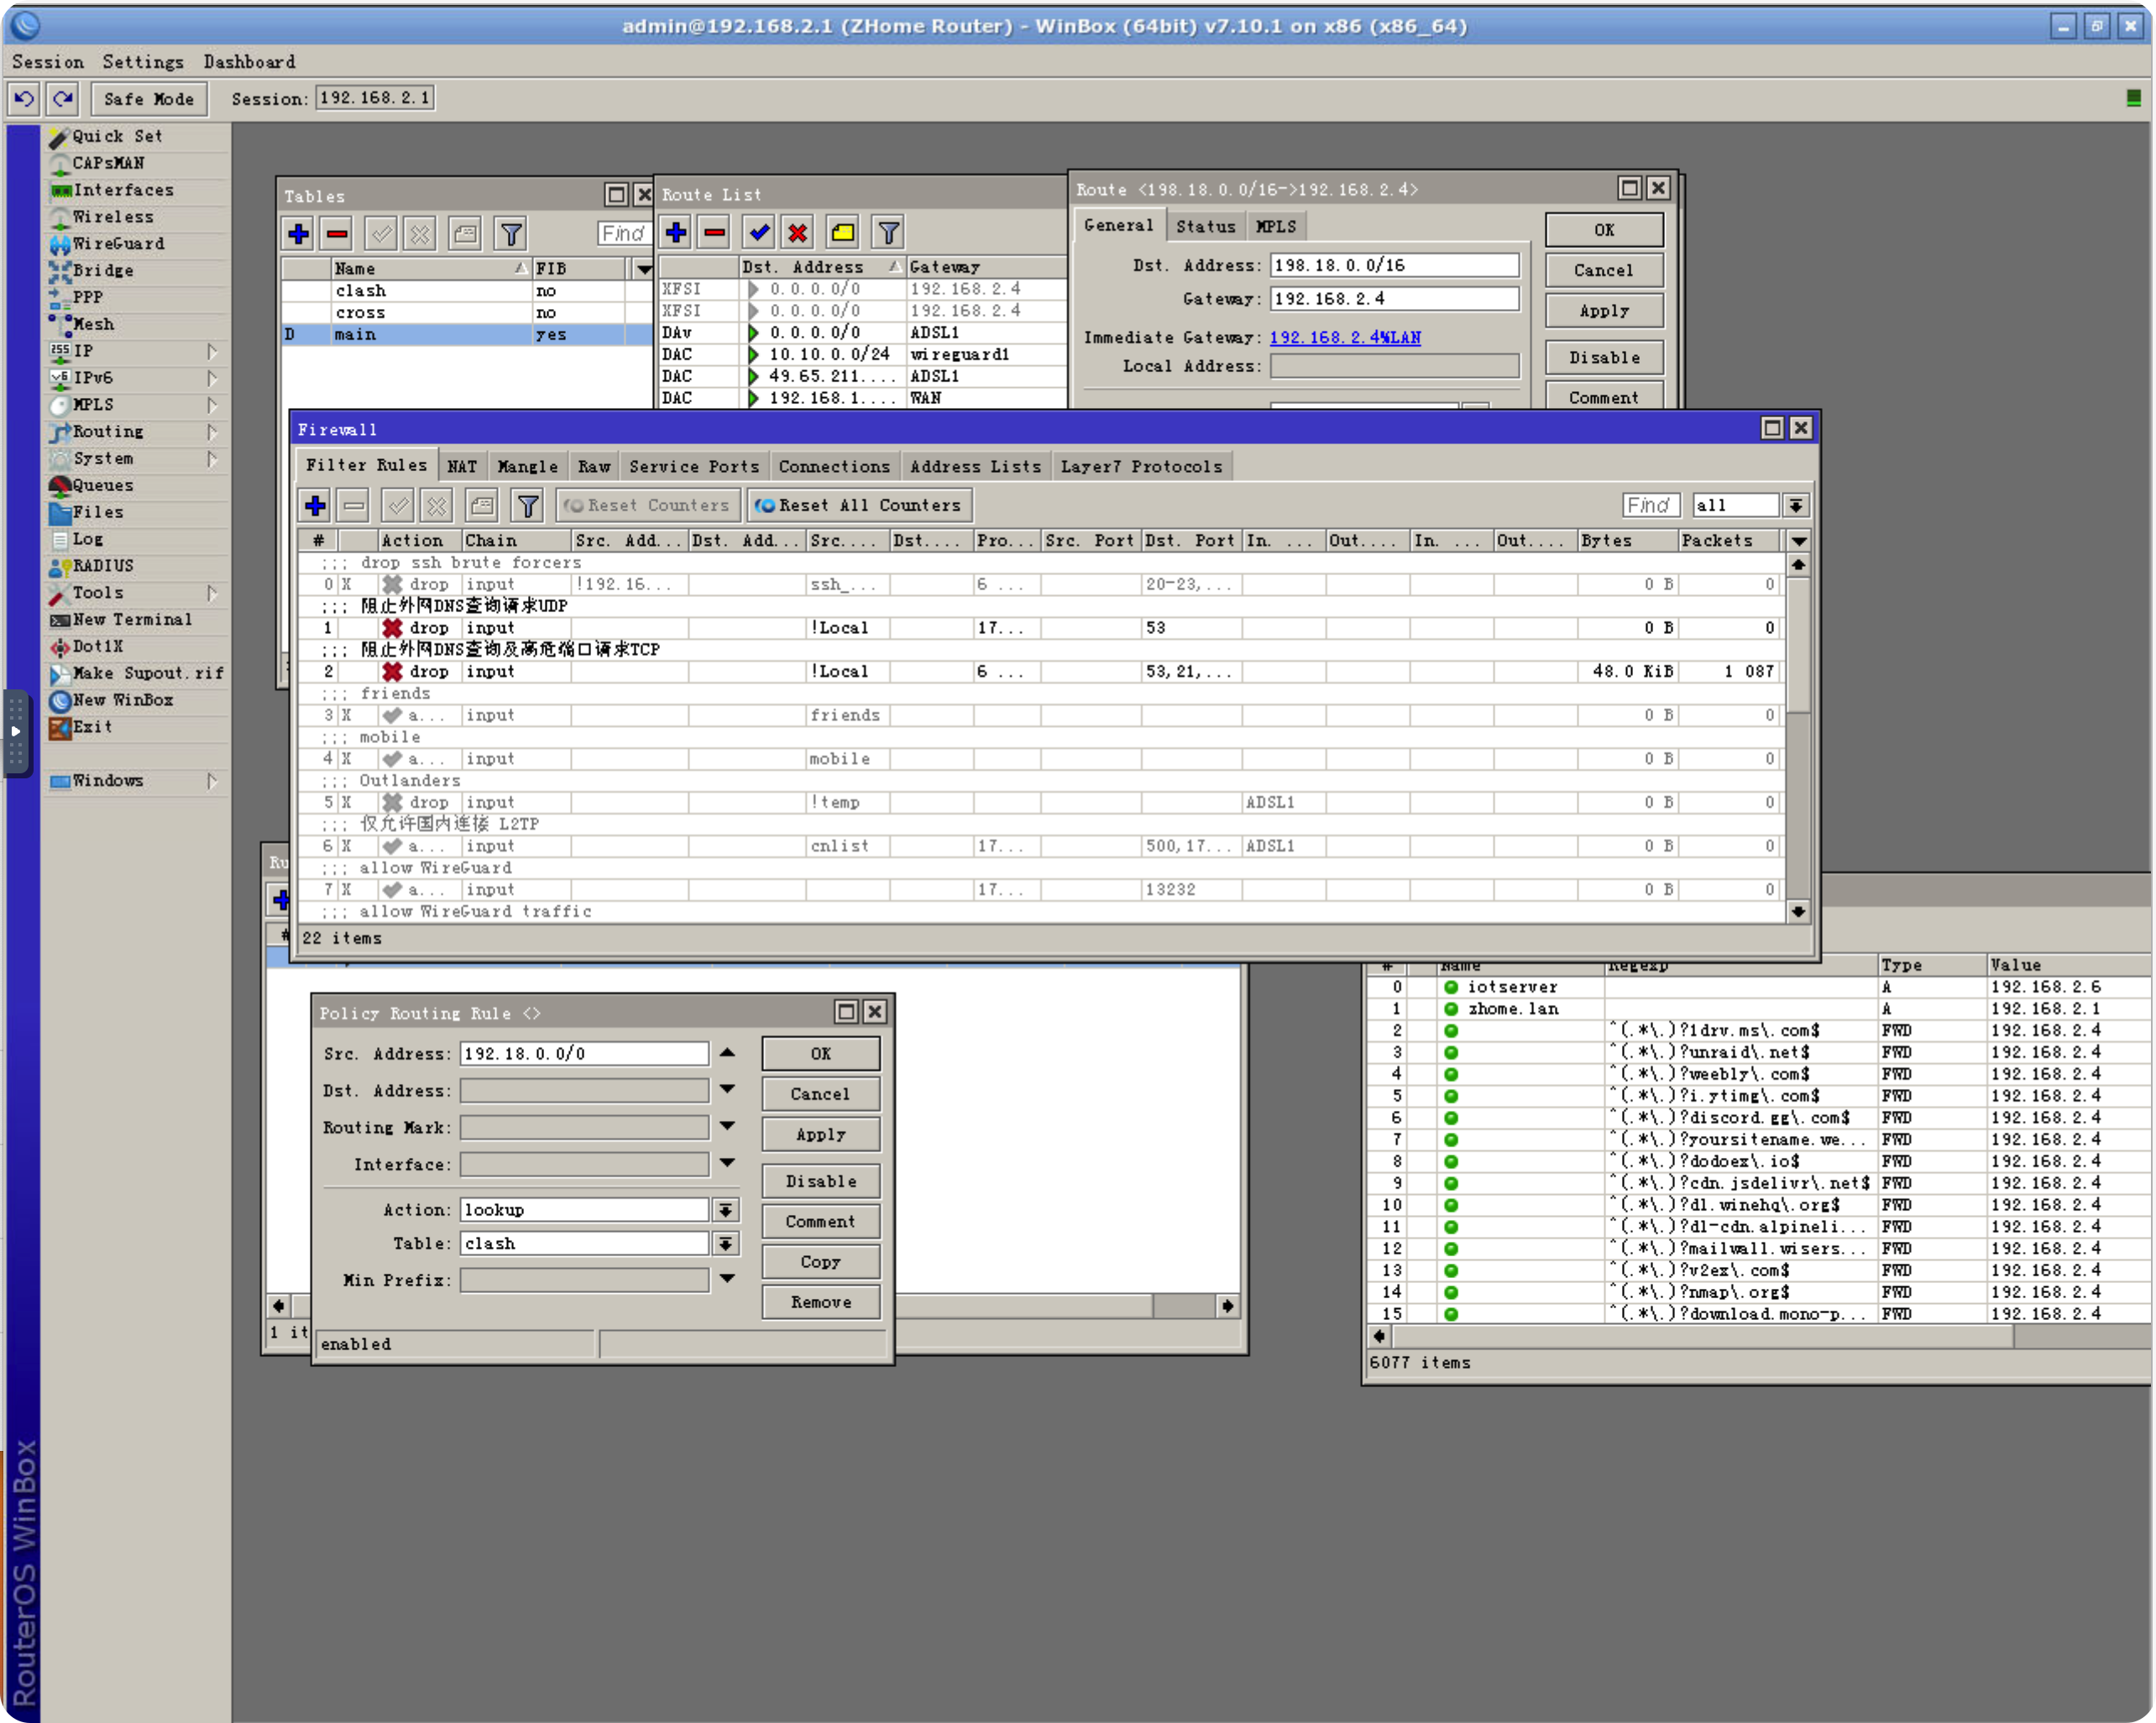 admin@192.168.2.1 (ZHome Router) - WinBox (64bit) v7.10.1 on x86 (x86_64)
Session Settings Dashboard
Safe Mode Session: 192.168.2.1
Quick Set
CAPsMAN
Interfaces
Wireless
WireGuard
Bridge
PPP
Mesh
IP
IPv6
MPLS
Routing
System
Queues
Files
Log
RADIUS
Tools
New Terminal
Dot1X
Make Supout.rif
New WinBox
Exit
Windows
RouterOS WinBox
Tables
Find
Name FIB
clash no
cross no
D main yes
Route List
Dst. Address Gateway
XFSI 0.0.0.0/0 192.168.2.4
XFSI 0.0.0.0/0 192.168.2.4
DAv 0.0.0.0/0 ADSL1
DAC 10.10.0.0/24 wireguard1
DAC 49.65.211.... ADSL1
DAC 192.168.1.... WAN
Route <198.18.0.0/16->192.168.2.4>
General Status MPLS
Dst. Address: 198.18.0.0/16
Gateway: 192.168.2.4
Immediate Gateway: 192.168.2.4%LAN
Local Address:
OK
Cancel
Apply
Disable
Comment
Firewall
Filter Rules NAT Mangle Raw Service Ports Connections Address Lists Layer7 Protocols
Reset Counters Reset All Counters Find all
# Action Chain Src. Add... Dst. Add... Src.... Dst.... Pro... Src. Port Dst. Port In. ... Out.... In. ... Out.... Bytes Packets
;;; drop ssh brute forcers
0 X drop input !192.16... ssh_... 6 ... 20-23,... 0 B 0
;;; 阻止外网DNS查询请求UDP
1 drop input !Local 17... 53 0 B 0
;;; 阻止外网DNS查询及高危端口请求TCP
2 drop input !Local 6 ... 53,21,... 48.0 KiB 1 087
;;; friends
3 X a... input friends 0 B 0
;;; mobile
4 X a... input mobile 0 B 0
;;; Outlanders
5 X drop input !temp ADSL1 0 B 0
;;; 仅允许国内连接 L2TP
6 X a... input cnlist 17... 500,17... ADSL1 0 B 0
;;; allow WireGuard
7 X a... input 17... 13232 0 B 0
;;; allow WireGuard traffic
22 items
Ru
#
1 it
Policy Routing Rule <>
Src. Address: 192.18.0.0/0
Dst. Address:
Routing Mark:
Interface:
Action: lookup
Table: clash
Min Prefix:
OK
Cancel
Apply
Disable
Comment
Copy
Remove
enabled
# Name Regexp Type Value
0 iotserver A 192.168.2.6
1 zhome.lan A 192.168.2.1
2 ^(.*\.)?1drv.ms\.com$ FWD 192.168.2.4
3 ^(.*\.)?unraid\.net$ FWD 192.168.2.4
4 ^(.*\.)?weebly\.com$ FWD 192.168.2.4
5 ^(.*\.)?i.ytimg\.com$ FWD 192.168.2.4
6 ^(.*\.)?discord.gg\.com$ FWD 192.168.2.4
7 ^(.*\.)?yoursitename.we... FWD 192.168.2.4
8 ^(.*\.)?dodoex\.io$ FWD 192.168.2.4
9 ^(.*\.)?cdn.jsdelivr\.net$ FWD 192.168.2.4
10 ^(.*\.)?dl.winehq\.org$ FWD 192.168.2.4
11 ^(.*\.)?dl-cdn.alpineli... FWD 192.168.2.4
12 ^(.*\.)?mailwall.wisers... FWD 192.168.2.4
13 ^(.*\.)?v2ex\.com$ FWD 192.168.2.4
14 ^(.*\.)?nmap\.org$ FWD 192.168.2.4
15 ^(.*\.)?download.mono-p... FWD 192.168.2.4
6077 items